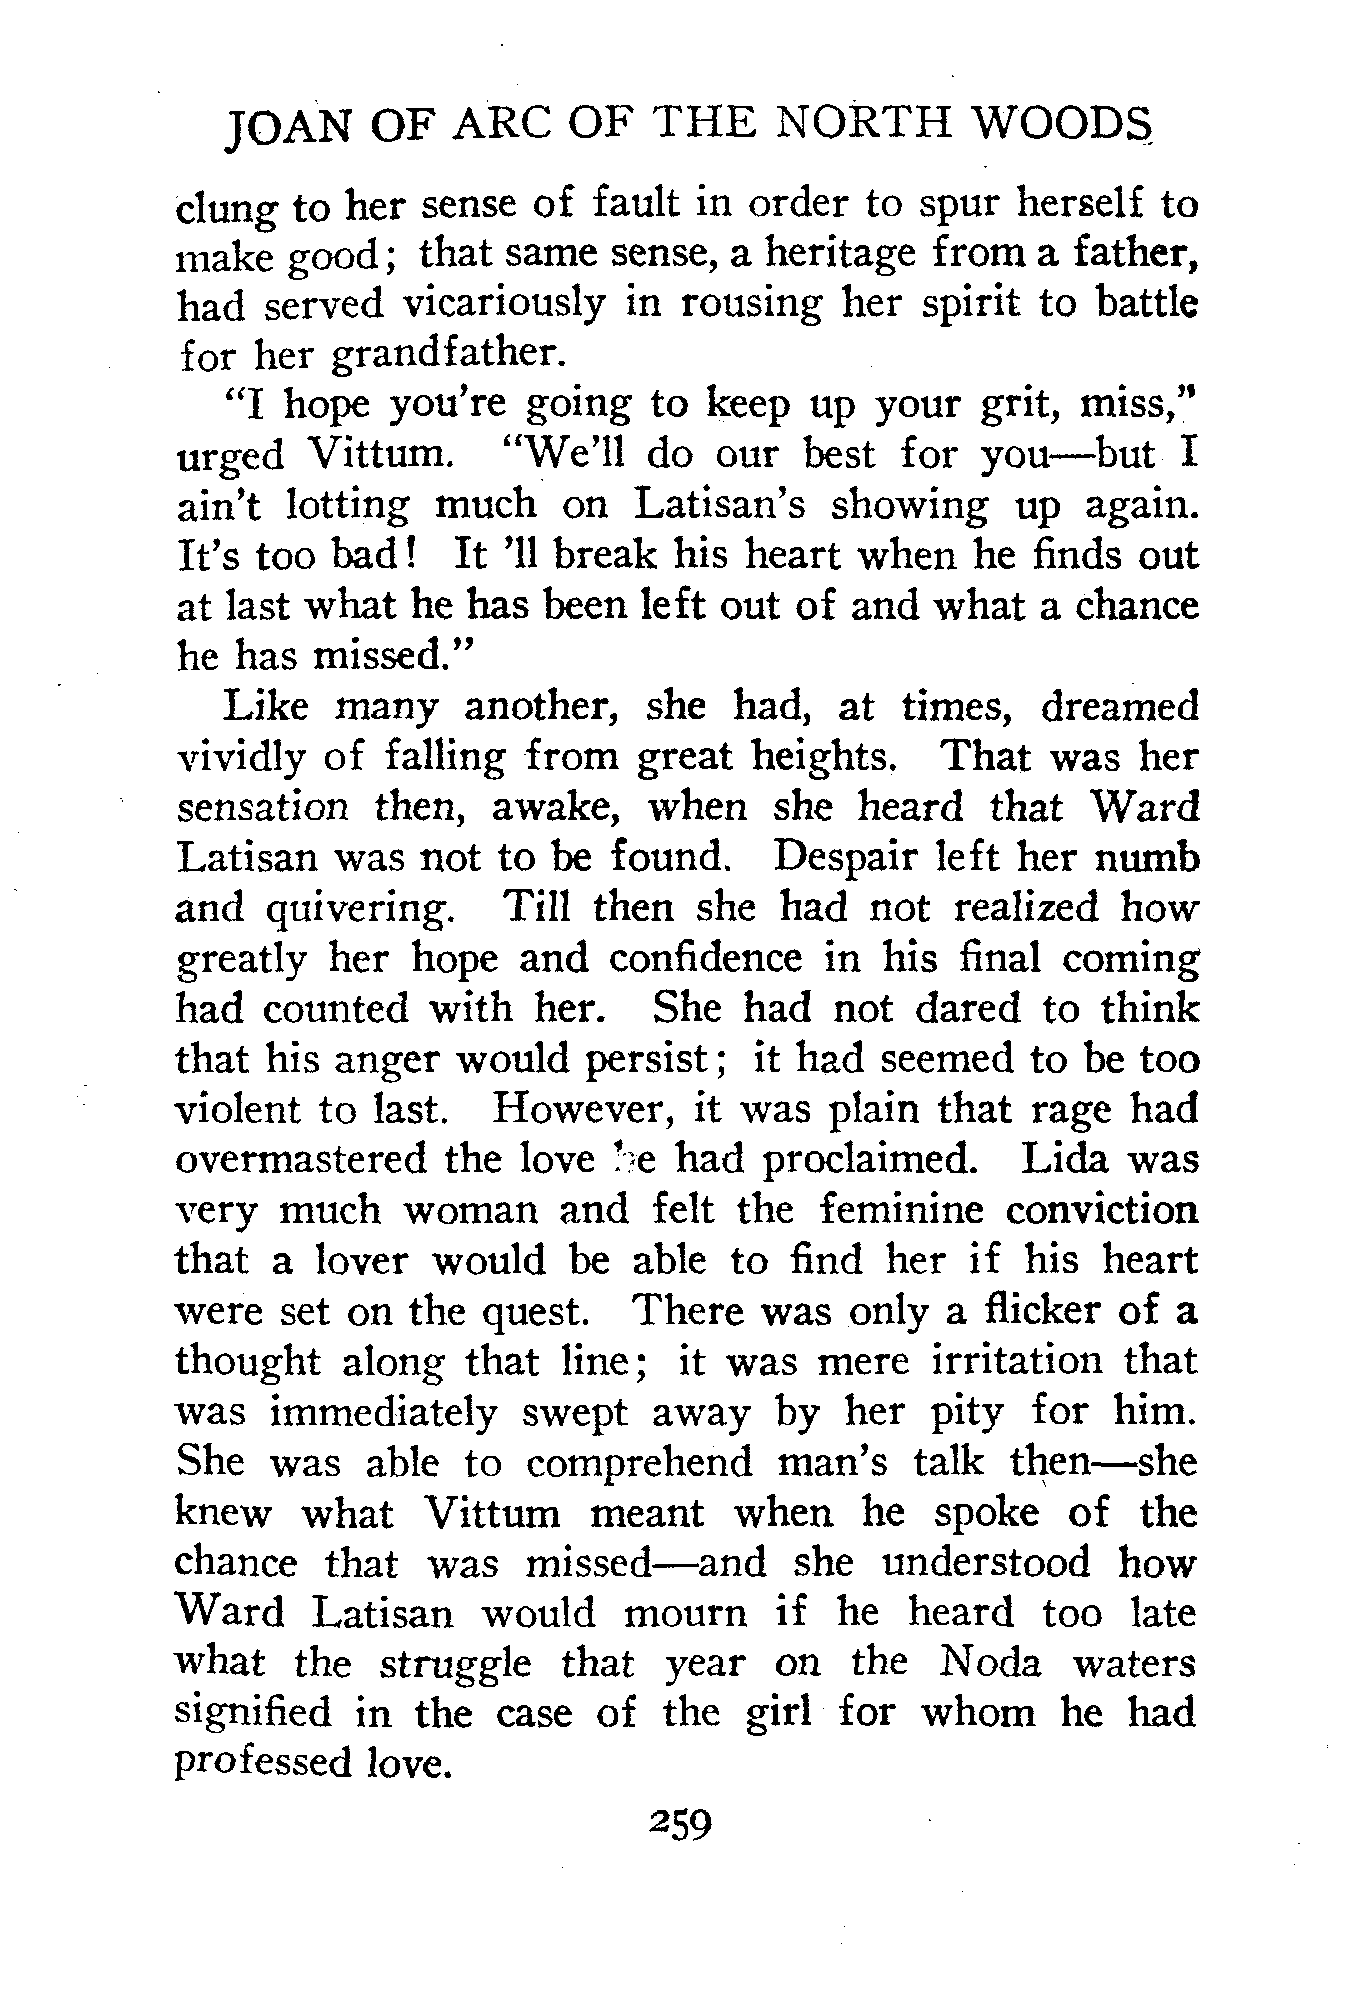 JOAN OF ARC OF THE NORTH WOODS
clung to her sense of fault in order to spur herself to
make good; that same sense, a heritage from a father,
had served vicariously in rousing her spirit to battle
for her grandfather.
"I hope you're going to keep up your grit, miss,"
urged Vittum. "We'll do our best for you—but I
ain't lotting much on Latisan's showing up again.
It's too bad! It 'll break his heart when he finds out
at last what he has been left out of and what a chance
he has missed."
Like many another, she had, at times, dreamed
vividly of falling from great heights. That was her
sensation then, awake, when she heard that Ward
Latisan was not to be found. Despair left her numb
and quivering. Till then she had not realized how
greatly her hope and confidence in his final coming
had counted with her. She had not dared to think
that his anger would persist; it had seemed to be too
violent to last. However, it was plain that rage had
overmastered the love he had proclaimed. Lida was
very much woman and felt the feminine conviction
that a lover would be able to find her if his heart
were set on the quest. There was only a flicker of a
thought along that line; it was mere irritation that
was immediately swept away by her pity for him.
She was able to comprehend man's talk then—she
knew what Vittum meant when he spoke of the
chance that was missed—and she understood how
Ward Latisan would mourn if he heard too late
what the struggle that year on the Noda waters
signified in the case of the girl for whom he had
professed love.
259